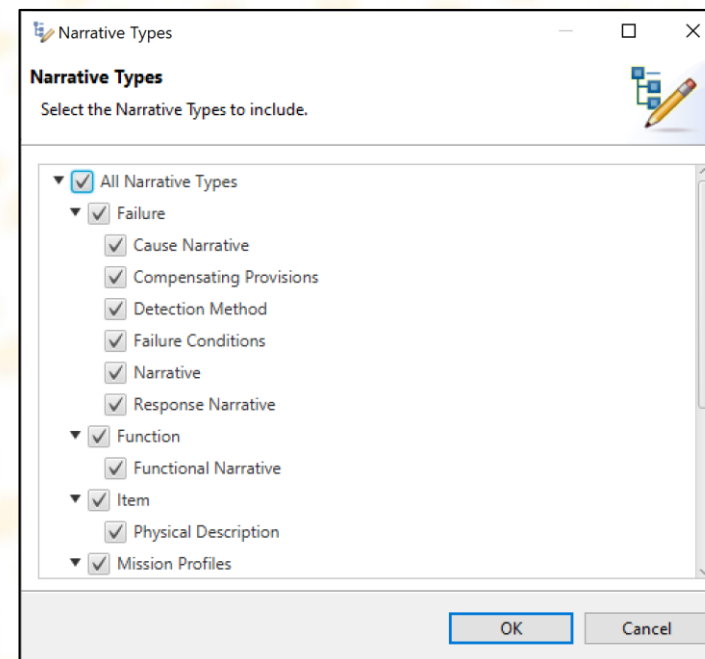 Narrative Types
Narrative Types
Select the Narrative Types to include.
All Narrative Types
Failure
Cause Narrative
Compensating Provisions
Detection Method
Failure Conditions
Narrative
Response Narrative
Function
Functional Narrative
Item
Physical Description
Mission Profiles
OK
Cancel